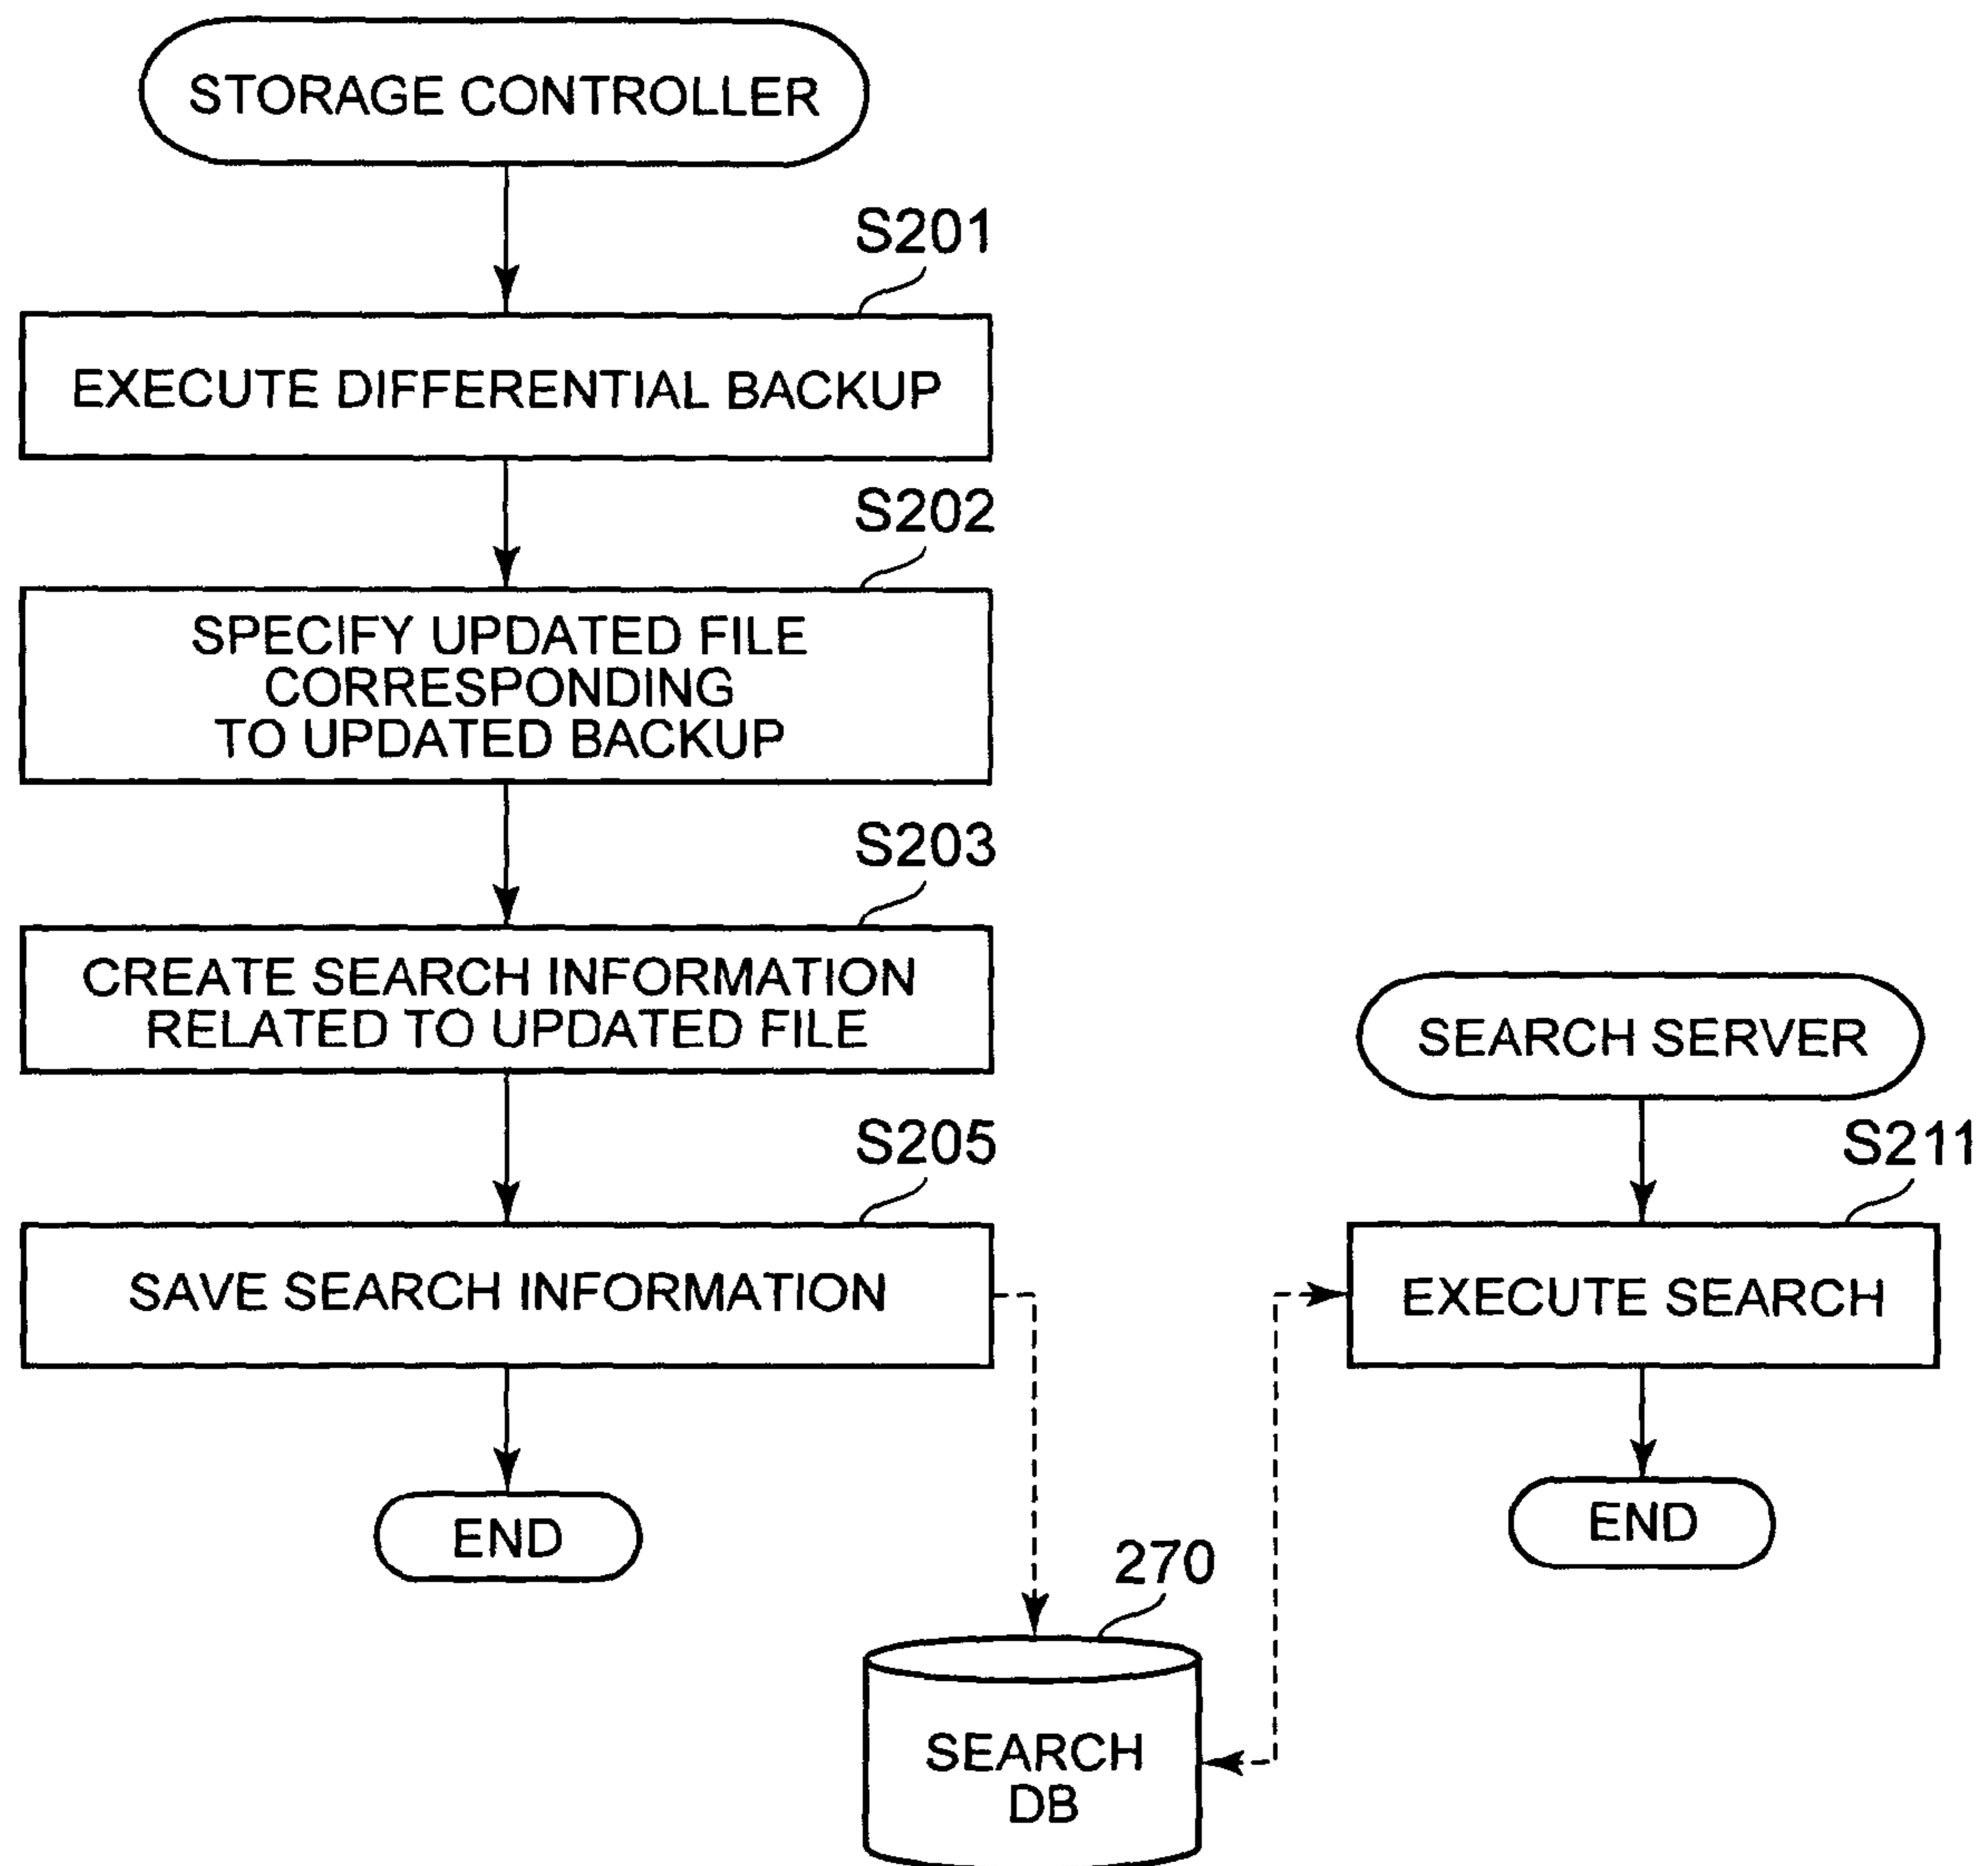 STORAGE CONTROLLER
S201
EXECUTE DIFFERENTIAL BACKUP
S202
SPECIFY UPDATED FILE
CORRESPONDING
TO UPDATED BACKUP
S203
CREATE SEARCH INFORMATION
RELATED TO UPDATED FILE
S205
SAVE SEARCH INFORMATION
END
SEARCH SERVER
S211
EXECUTE SEARCH
END
270
SEARCH
DB